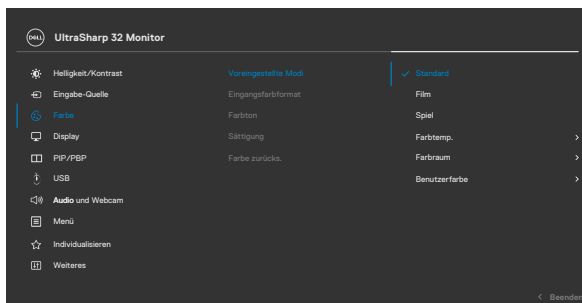 DELL
UltraSharp 32 Monitor
Helligkeit/Kontrast
Eingabe-Quelle
Farbe
Display
PIP/PBP
USB
Audio und Webcam
Menü
Individualisieren
Weiteres
Voreingestellte Modi
Eingangsfarbformat
Farbton
Sättigung
Farbe zurücks.
Standard
Film
Spiel
Farbtemp.
Farbraum
Benutzerfarbe
Beenden